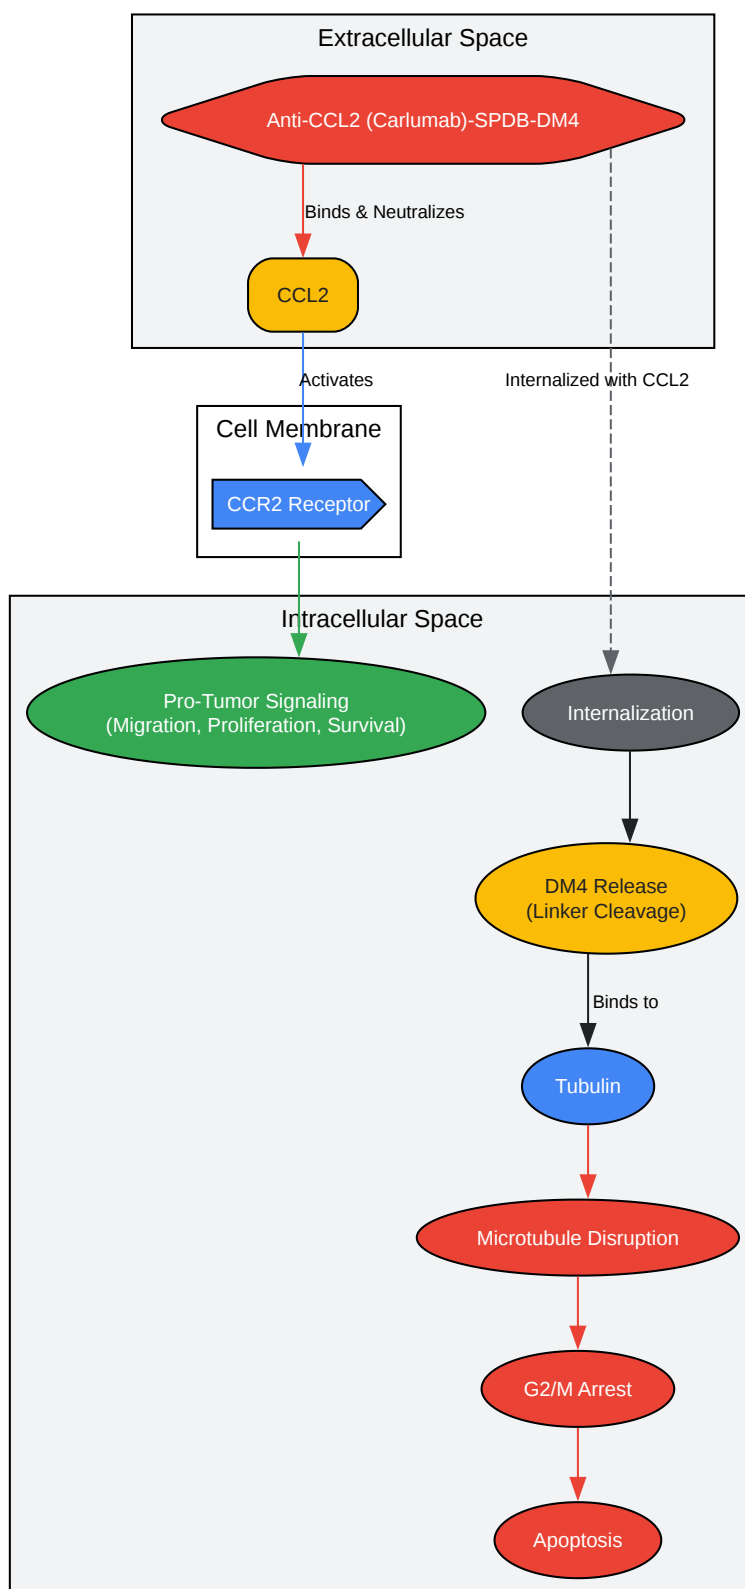 Extracellular Space
Anti-CCL2 (Carlumab)-SPDB-DM4
Binds & Neutralizes
CCL2
Activates
Internalized with CCL2
Cell Membrane
CCR2 Receptor
Intracellular Space
Pro-Tumor Signaling
(Migration, Proliferation, Survival)
Internalization
DM4 Release
(Linker Cleavage)
Binds to
Tubulin
Microtubule Disruption
G2/M Arrest
Apoptosis